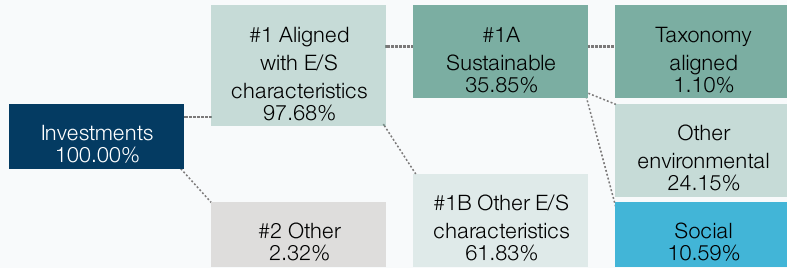 Investments
100.00%
#1 Aligned
with E/S
characteristics
97.68%
#2 Other
2.32%
#1A
Sustainable
35.85%
#1B Other E/S
characteristics
61.83%
Taxonomy
aligned
1.10%
Other
environmental
24.15%
Social
10.59%